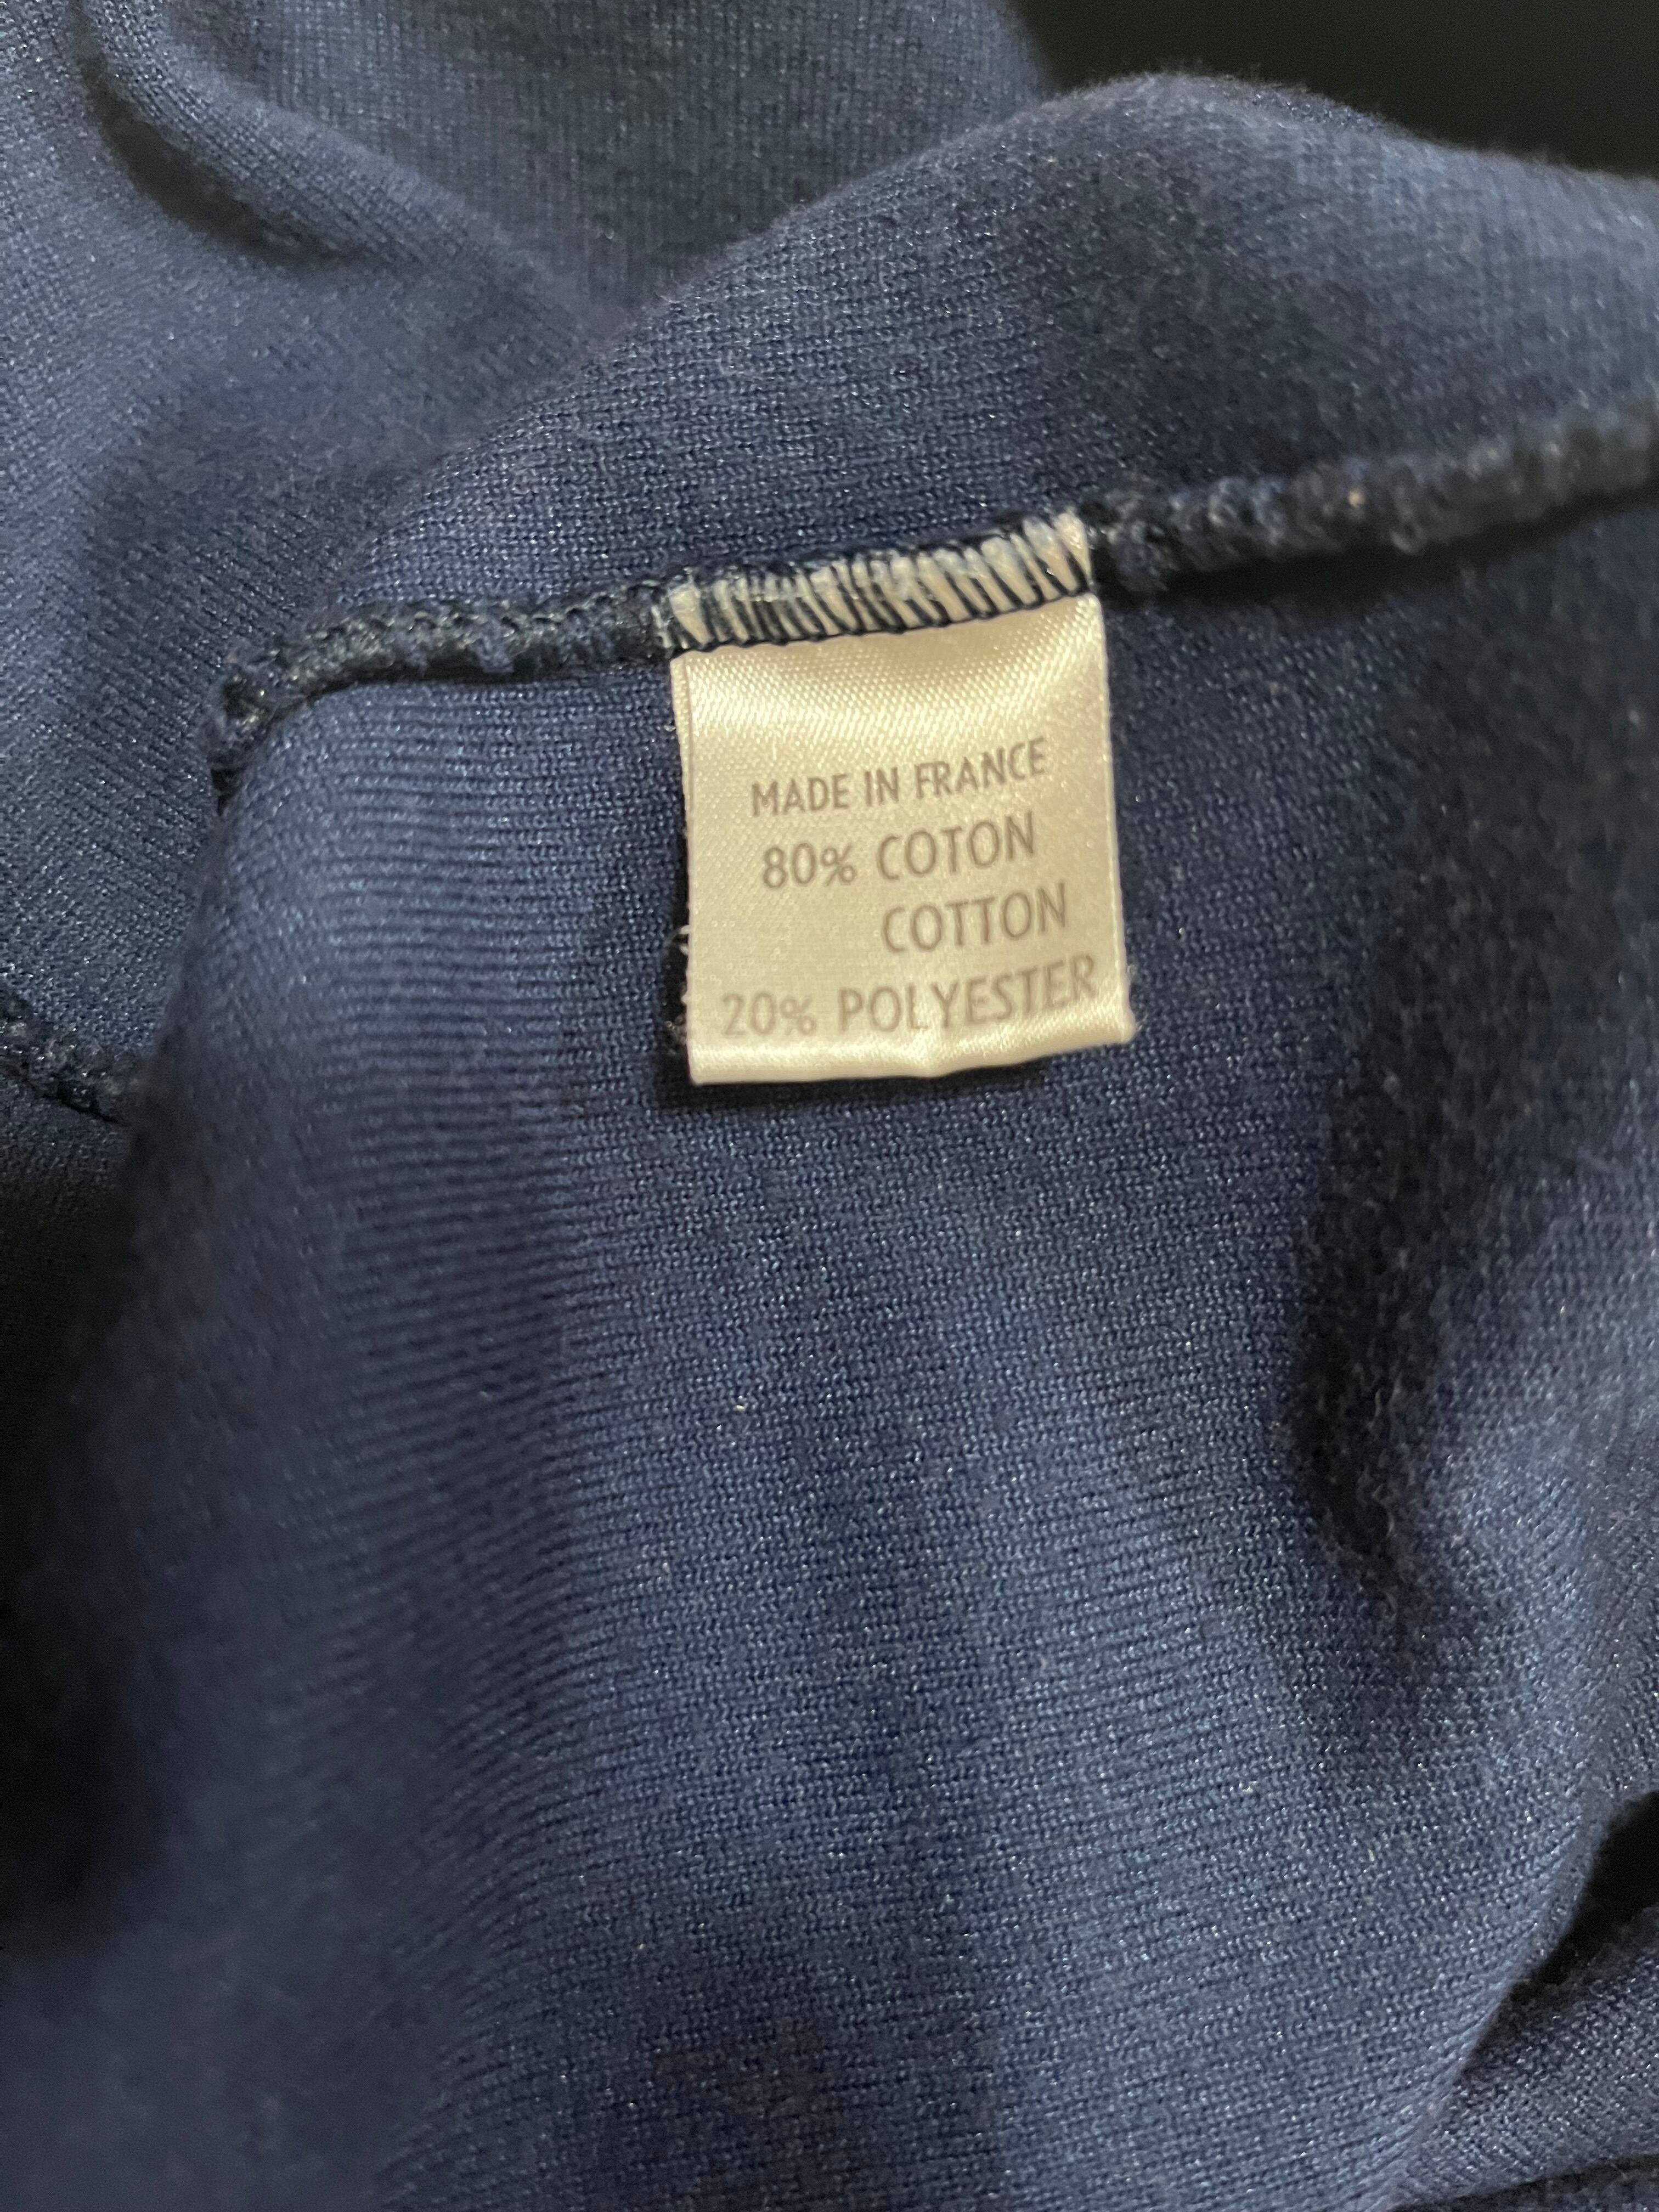 MADE IN FRANCE
80% COTON
COTTON
20% POLYESTER